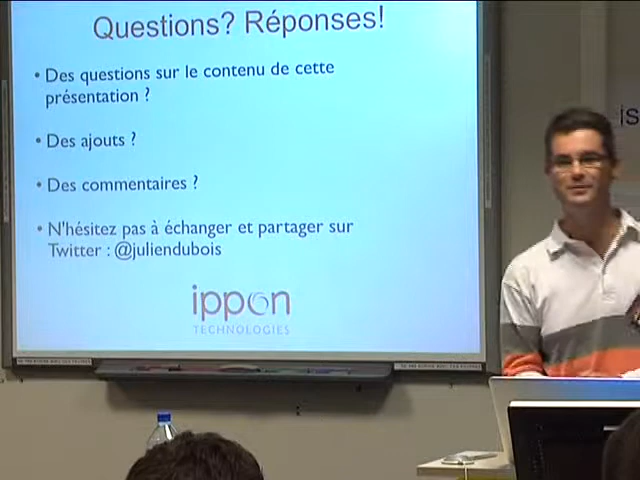 Questions? Réponses!
• Des questions sur le contenu de cette
présentation ?
• Des ajouts ?
• Des commentaires ?
• N'hésitez pas à échanger et partager sur
Twitter : @juliendubois
ippon
TECHNOLOGIES
is